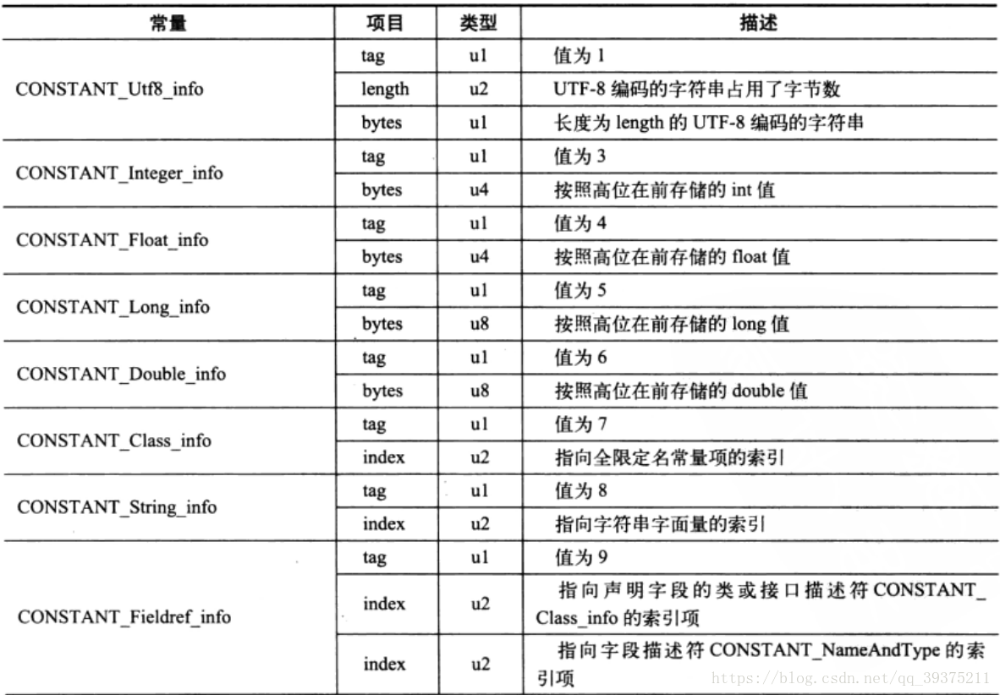 常量 项目 类型 描述
CONSTANT_Utf8_info
tag u1 值为 1
length u2 UTF-8 编码的字符串占用了字节数
bytes u1 长度为 length 的 UTF-8 编码的字符串
CONSTANT_Integer_info
tag u1 值为 3
bytes u4 按照高位在前存储的 int 值
CONSTANT_Float_info
tag u1 值为 4
bytes u4 按照高位在前存储的 float 值
CONSTANT_Long_info
tag u1 值为 5
bytes u8 按照高位在前存储的 long 值
CONSTANT_Double_info
tag u1 值为 6
bytes u8 按照高位在前存储的 double 值
CONSTANT_Class_info
tag u1 值为 7
index u2 指向全限定名常量项的索引
CONSTANT_String_info
tag u1 值为 8
index u2 指向字符串字面量的索引
CONSTANT_Fieldref_info
tag u1 值为 9
index u2 指向声明字段的类或接口描述符 CONSTANT_
Class_info 的索引项
index u2 指向字段描述符 CONSTANT_NameAndType 的索
引项
https://blog.csdn.net/qq_39375211